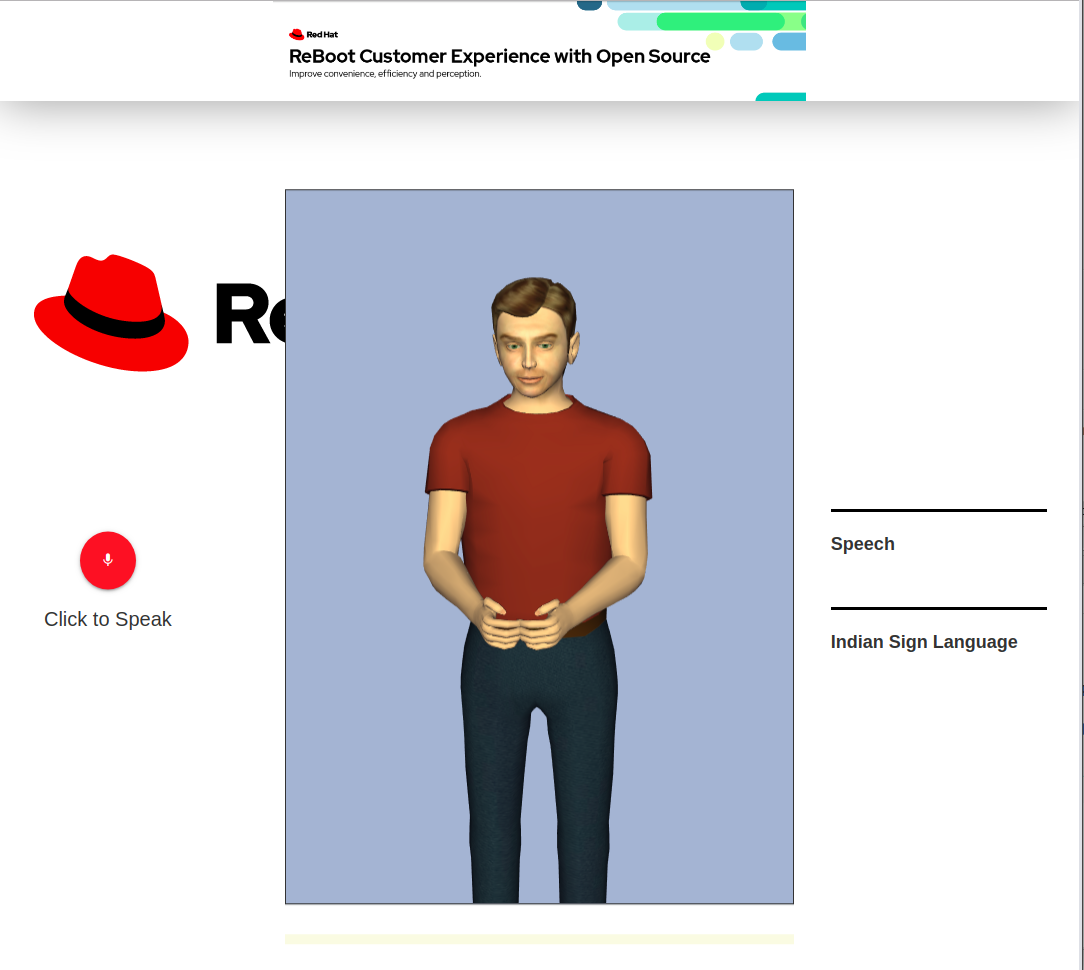 Red Hat
ReBoot Customer Experience with Open Source
Improve convenience, efficiency and perception.
Re
Click to Speak
Speech
Indian Sign Language